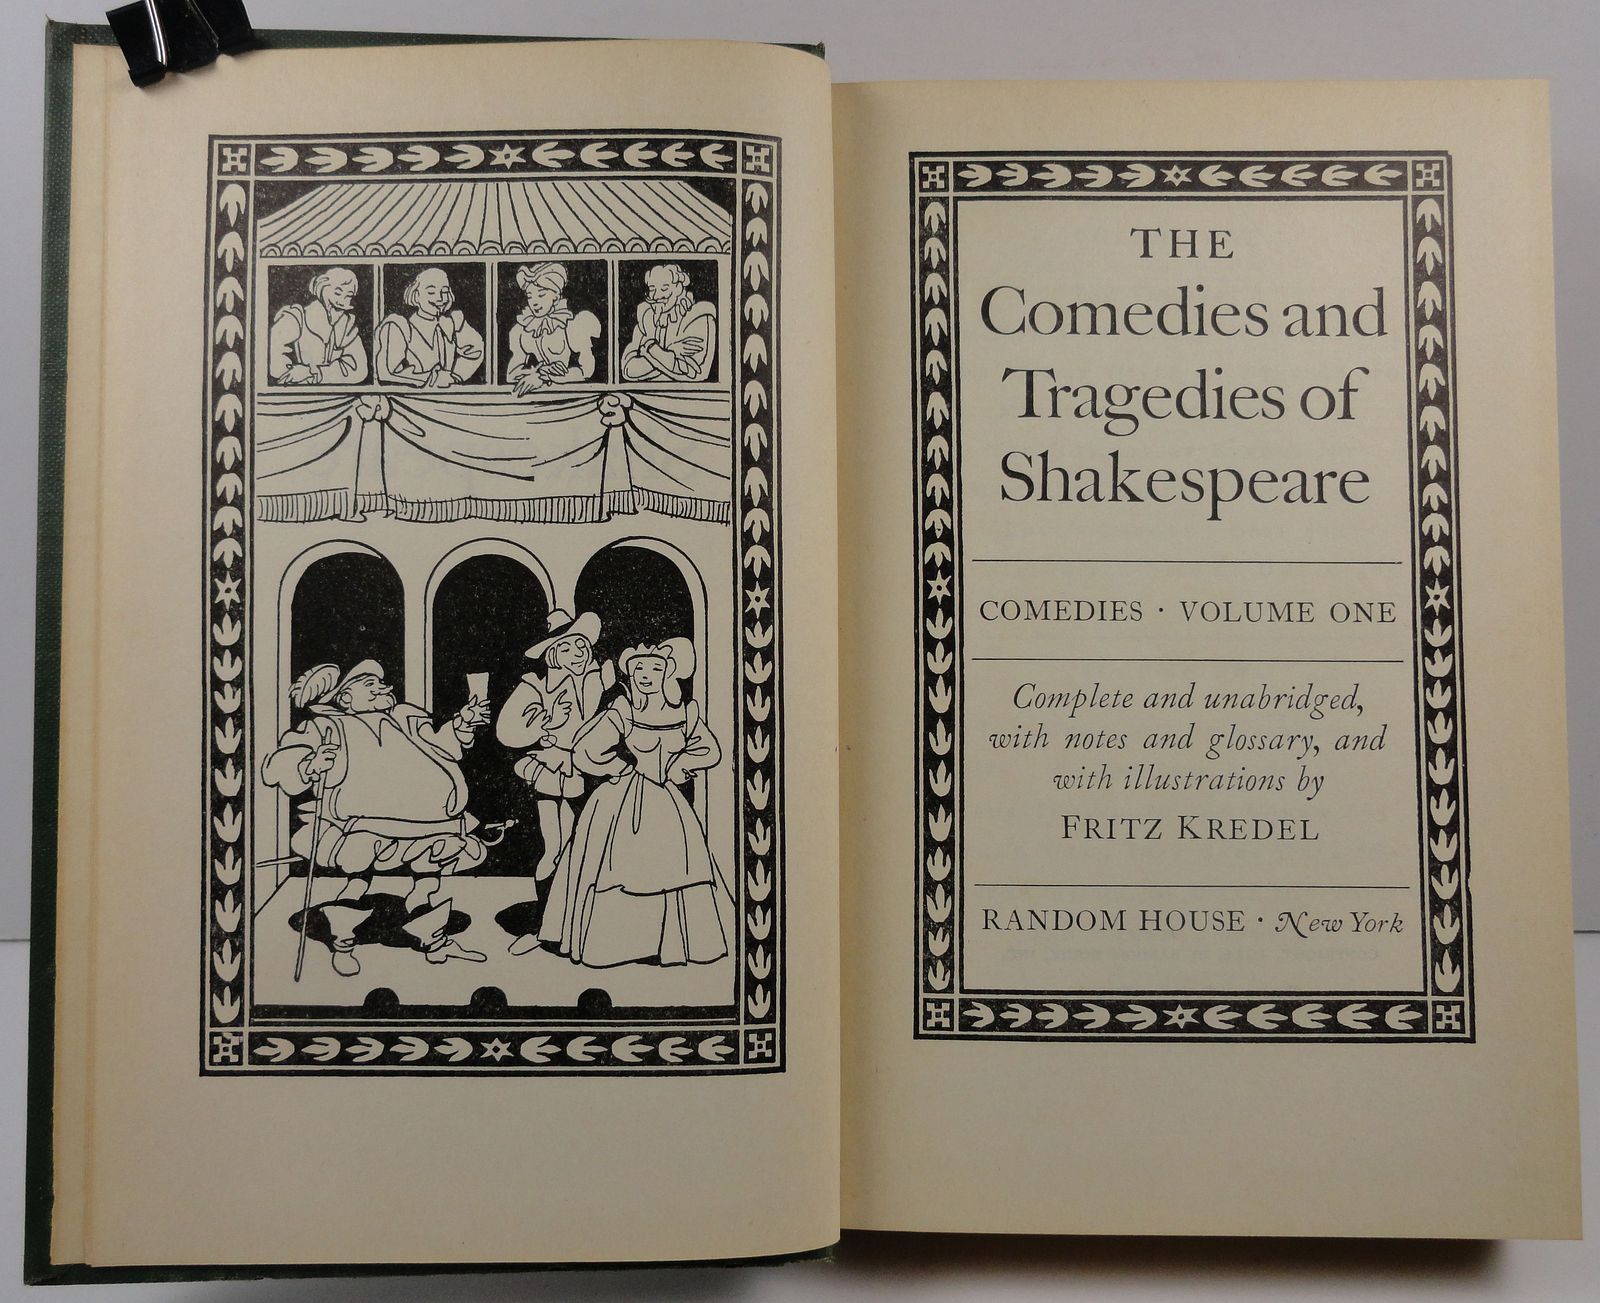 THE
Comedies and
Tragedies of
Shakespeare
COMEDIES · VOLUME ONE
Complete and unabridged,
with notes and glossary, and
with illustrations by
FRITZ KREDEL
RANDOM HOUSE · New York